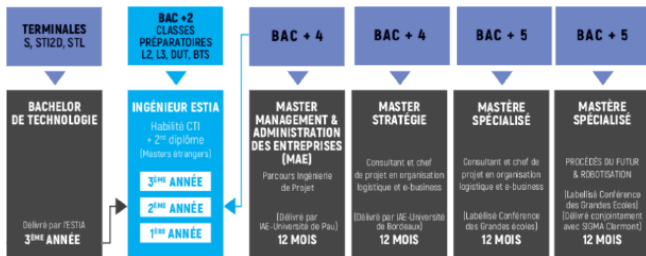 TERMINALES
S, STI2D, STL
BACHELOR
DE TECHNOLOGIE
Délivré par l'ESTIA
3ÈME ANNÉE
BAC +2
CLASSES
PRÉPARATOIRES
L2, L3, DUT, BTS
INGÉNIEUR ESTIA
Habilité CTI
+ 2nd diplôme
(Masters étrangers)
3ÈME ANNÉE
2ÈME ANNÉE
1ÈRE ANNÉE
BAC + 4
MASTER
MANAGEMENT &
ADMINISTRATION
DES ENTREPRISES
(MAE)
Parcours Ingénierie
de Projet
(Délivré par
IAE-Université de Pau)
12 MOIS
BAC + 4
MASTER
STRATÉGIE
Consultant et chef
de projet en organisation
logistique et e-business
(Délivré par IAE-Université
de Bordeaux)
12 MOIS
BAC + 5
MASTÈRE
SPÉCIALISÉ
Consultant et chef de
projet en organisation
logistique et e-business
(Labéllisé Conférence
des Grandes écoles)
12 MOIS
BAC + 5
MASTÈRE
SPÉCIALISÉ
PROCÉDÉS DU FUTUR
& ROBOTISATION
(Labellisé Conférence
des Grandes Écoles)
(Délivré conjointement
avec SIGMA Clermont)
12 MOIS